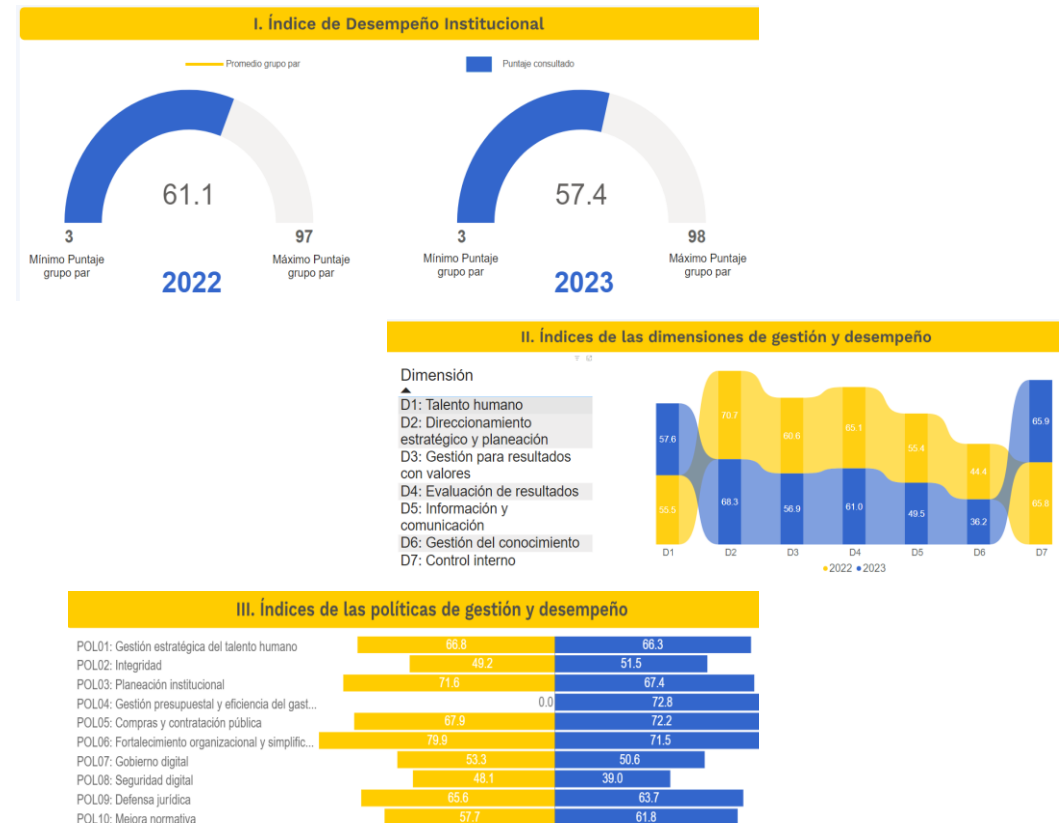 I. Índice de Desempeño Institucional
Promedio grupo par
Puntaje consultado
61.1
3
97
Mínimo Puntaje
grupo par
Máximo Puntaje
grupo par
2022
57.4
3
98
Mínimo Puntaje
grupo par
Máximo Puntaje
grupo par
2023
II. Índices de las dimensiones de gestión y desempeño
Dimensión
D1: Talento humano
D2: Direccionamiento
estratégico y planeación
D3: Gestión para resultados
con valores
D4: Evaluación de resultados
D5: Información y
comunicación
D6: Gestión del conocimiento
D7: Control interno
57.6
55.5
70.7
68.3
60.6
56.9
65.1
61.0
55.4
49.5
44.4
36.2
65.9
65.8
D1 D2 D3 D4 D5 D6 D7
2022 2023
III. Índices de las políticas de gestión y desempeño
POL01: Gestión estratégica del talento humano 66.8 66.3
POL02: Integridad 49.2 51.5
POL03: Planeación institucional 71.6 67.4
POL04: Gestión presupuestal y eficiencia del gast... 0.0 72.8
POL05: Compras y contratación pública 67.9 72.2
POL06: Fortalecimiento organizacional y simplific... 79.9 71.5
POL07: Gobierno digital 53.3 50.6
POL08: Seguridad digital 48.1 39.0
POL09: Defensa jurídica 65.6 63.7
POL10: Mejora normativa 57.7 61.8